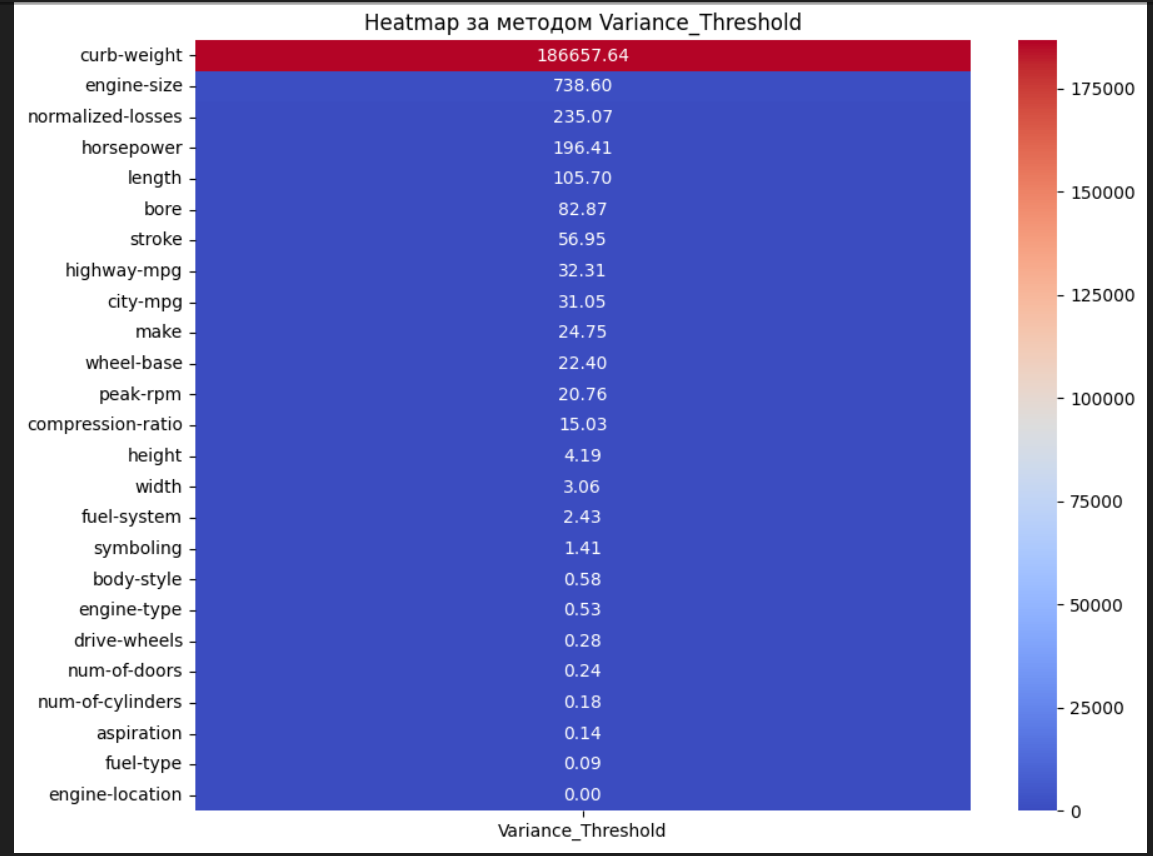 Heatmap за методом Variance_Threshold
curb-weight 186657.64
engine-size 738.60
normalized-losses 235.07
horsepower 196.41
length 105.70
bore 82.87
stroke 56.95
highway-mpg 32.31
city-mpg 31.05
make 24.75
wheel-base 22.40
peak-rpm 20.76
compression-ratio 15.03
height 4.19
width 3.06
fuel-system 2.43
symboling 1.41
body-style 0.58
engine-type 0.53
drive-wheels 0.28
num-of-doors 0.24
num-of-cylinders 0.18
aspiration 0.14
fuel-type 0.09
engine-location 0.00
Variance_Threshold
175000
150000
125000
100000
75000
50000
25000
0